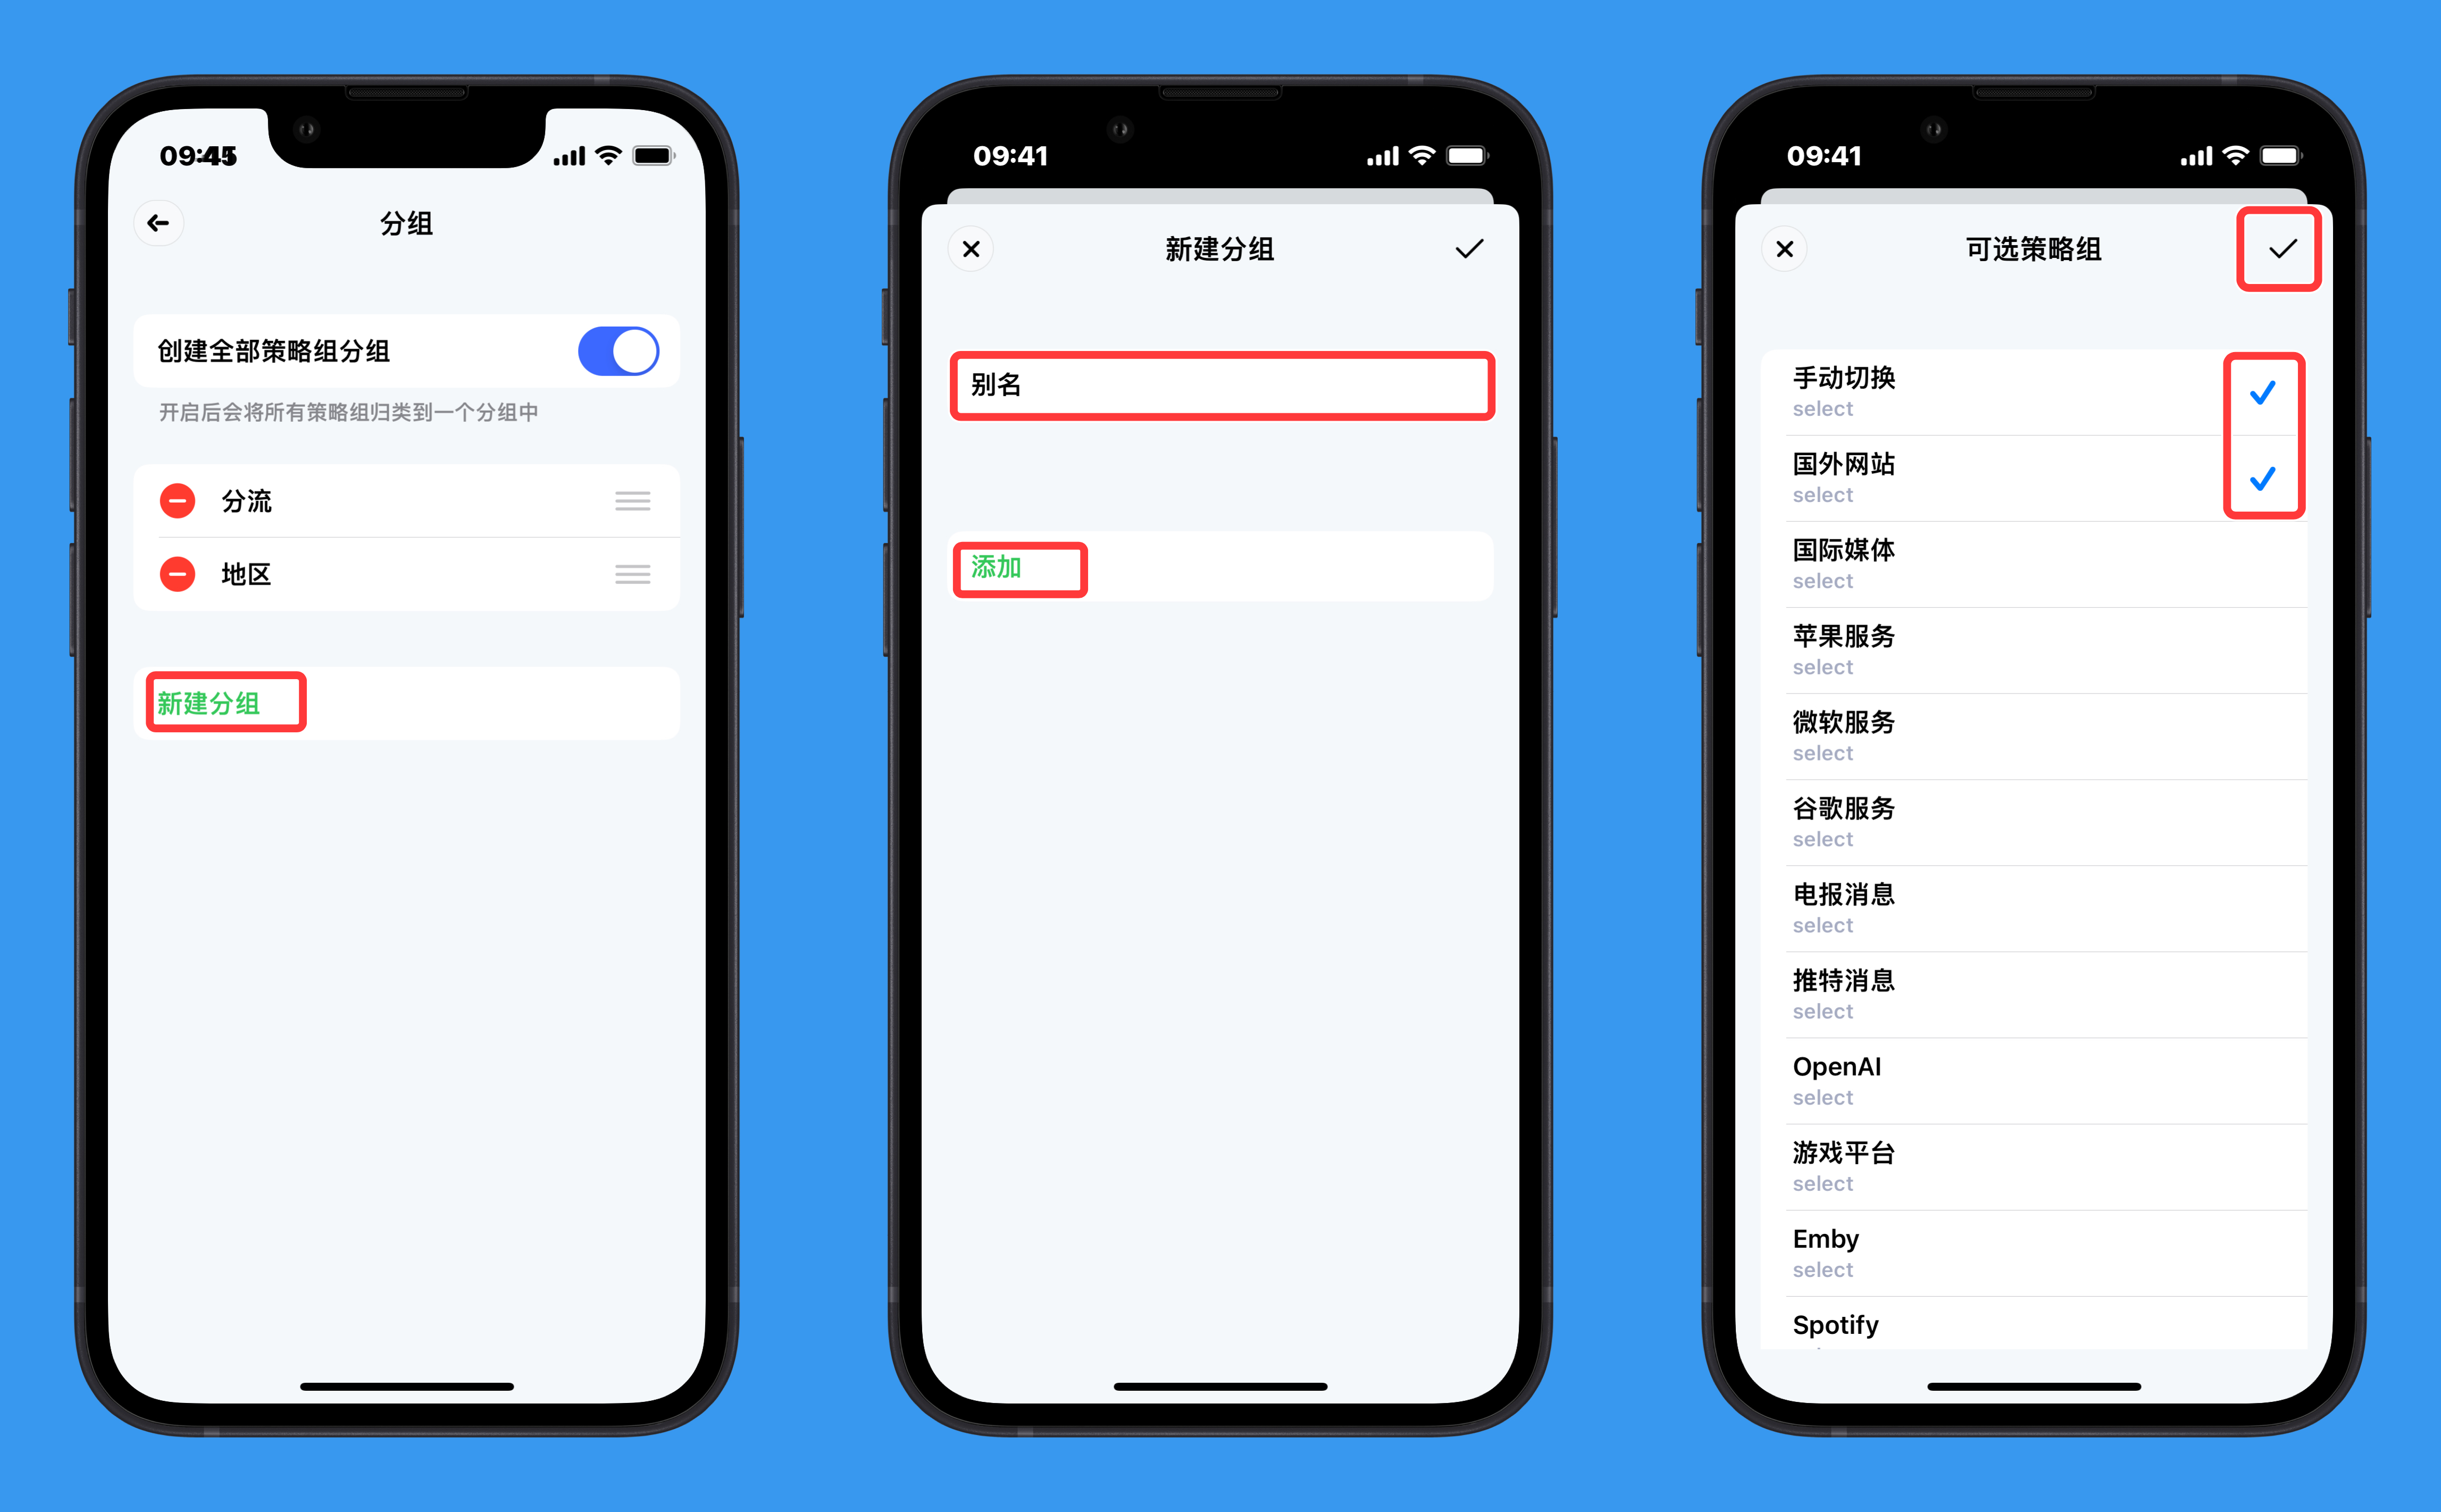 分组
创建全部策略组分组
开启后会将所有策略组归类到一个分组中
分流
地区
新建分组
09:41
新建分组
别名
添加
09:41
可选策略组
手动切换
select
国外网站
select
国际媒体
select
苹果服务
select
微软服务
select
谷歌服务
select
电报消息
select
推特消息
select
OpenAI
select
游戏平台
select
Emby
select
Spotify